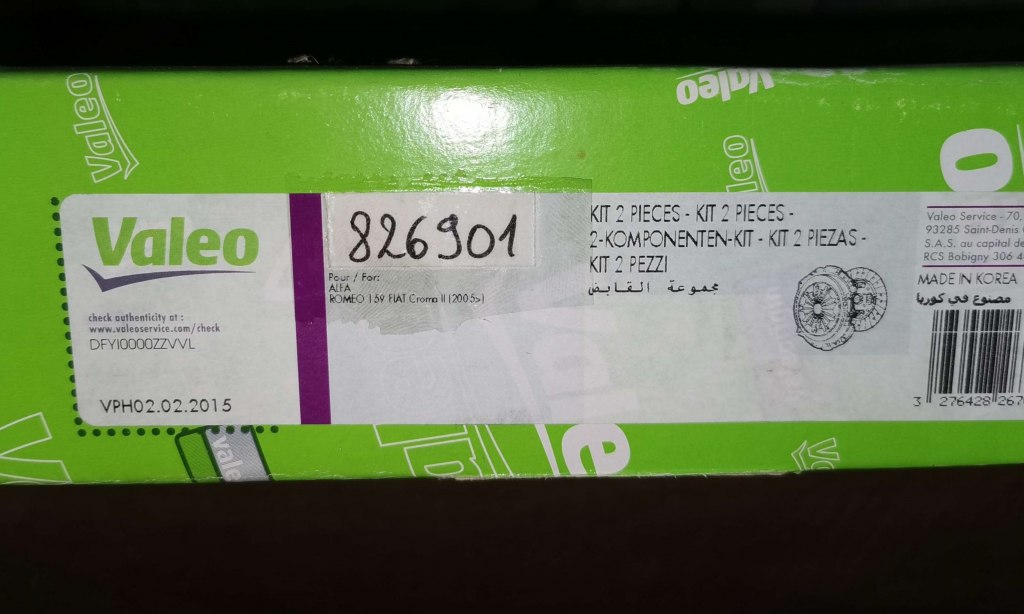 Valeo
Valeo
Valeo
Valeo
check authenticity at :
www.valeoservice.com/check
DFYI0000ZZVVL
VPH02.02.2015
826901
Pour / For:
ALFA
ROMEO 159 FIAT Croma II (2005>)
KIT 2 PIECES - KIT 2 PIECES -
2-KOMPONENTEN-KIT - KIT 2 PIEZAS -
KIT 2 PEZZI
مجموعة القابض
Valeo Service - 70,
93285 Saint-Denis
S.A.S. au capital de
RCS Bobigny 306 4
MADE IN KOREA
مصنوع في كوريا
3 276428 267